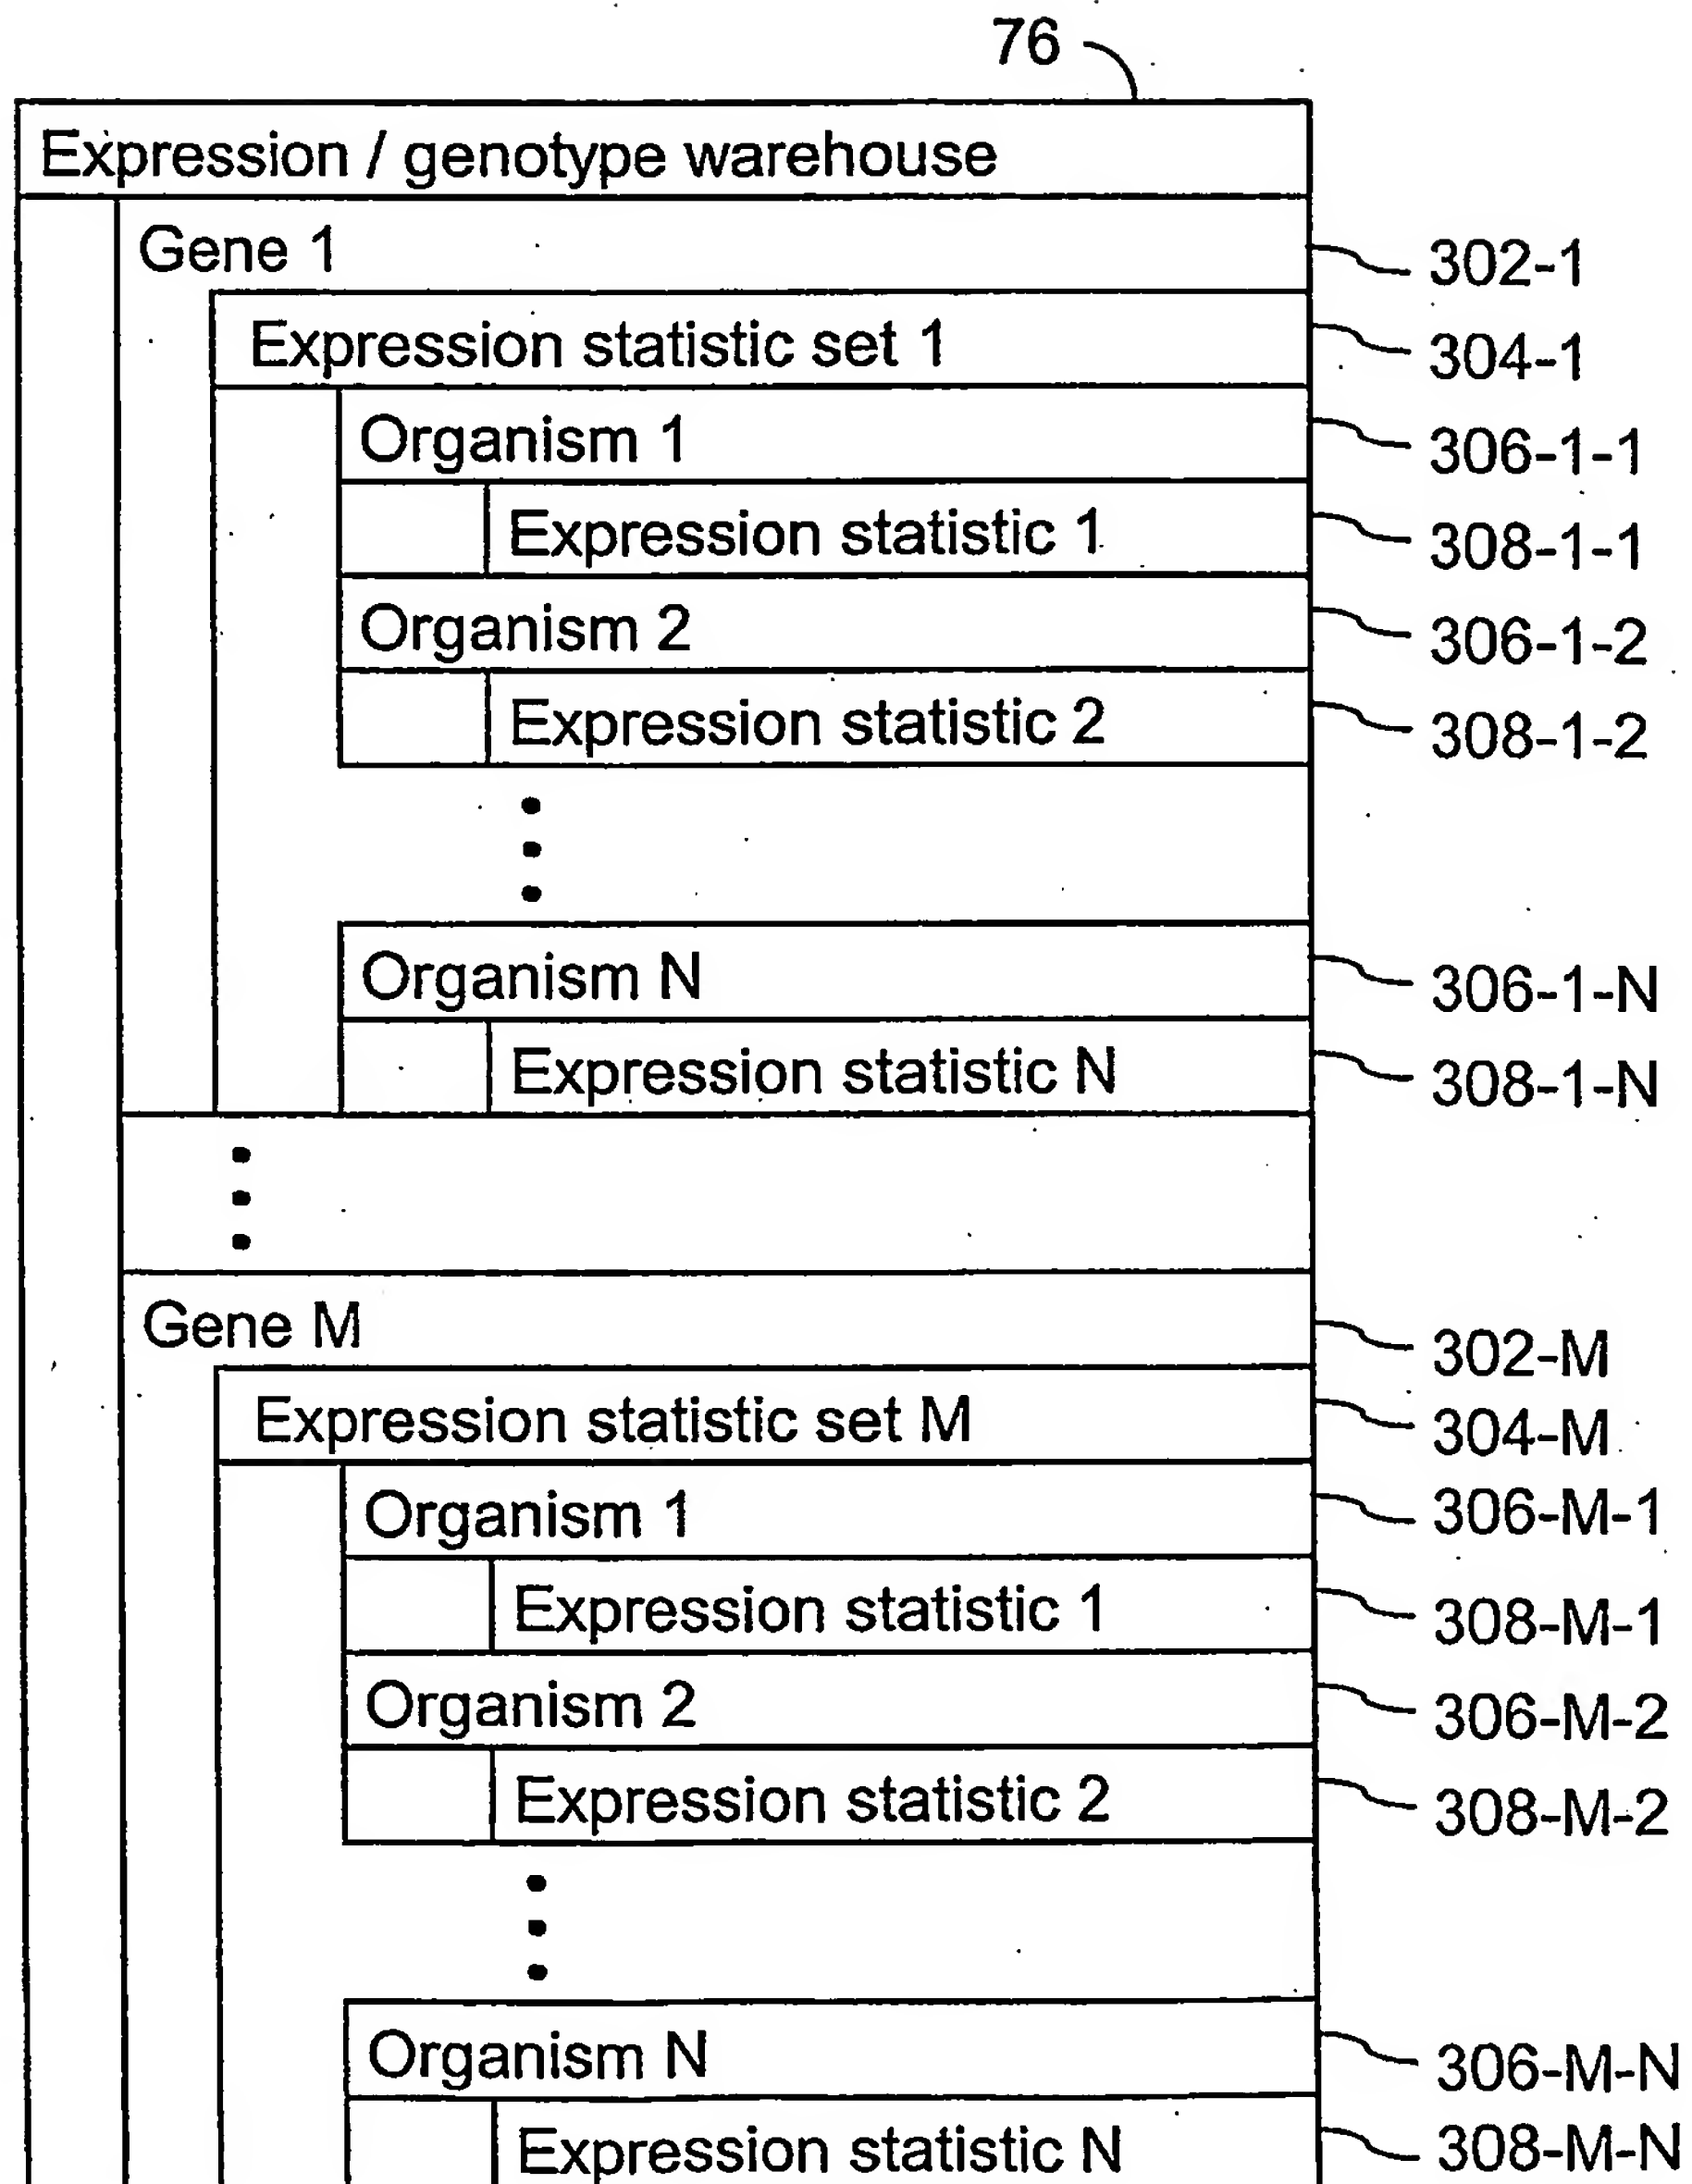 76
Expression / genotype warehouse
Gene 1 302-1
Expression statistic set 1 304-1
Organism 1 306-1-1
Expression statistic 1 308-1-1
Organism 2 306-1-2
Expression statistic 2 308-1-2
Organism N 306-1-N
Expression statistic N 308-1-N
Gene M 302-M
Expression statistic set M 304-M
Organism 1 306-M-1
Expression statistic 1 308-M-1
Organism 2 306-M-2
Expression statistic 2 308-M-2
Organism N 306-M-N
Expression statistic N 308-M-N